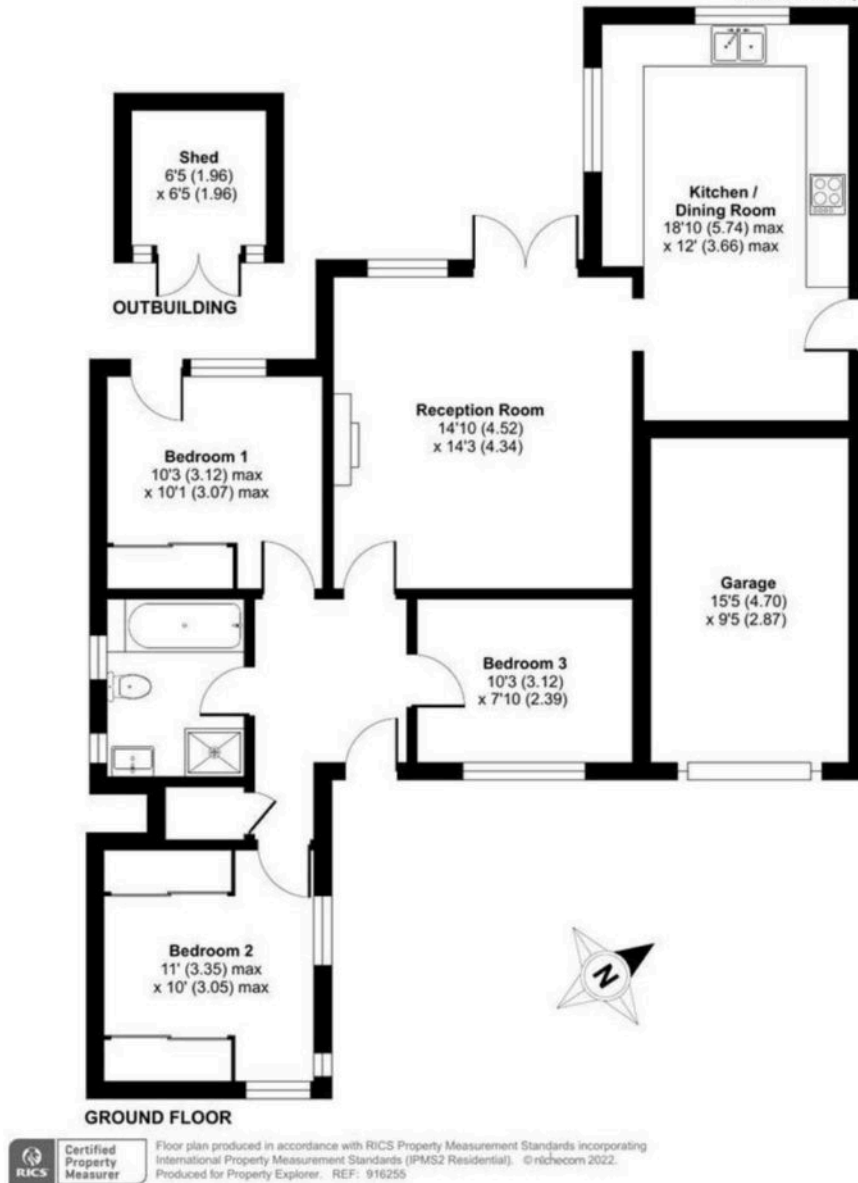 Shed
6'5 (1.96)
x 6'5 (1.96)
OUTBUILDING
Kitchen /
Dining Room
18'10 (5.74) max
x 12' (3.66) max
Reception Room
14'10 (4.52)
x 14'3 (4.34)
Bedroom 1
10'3 (3.12) max
x 10'1 (3.07) max
Garage
15'5 (4.70)
x 9'5 (2.87)
Bedroom 3
10'3 (3.12)
x 7'10 (2.39)
Bedroom 2
11' (3.35) max
x 10' (3.05) max
N
GROUND FLOOR
RICS
Certified
Property
Measurer
Floor plan produced in accordance with RICS Property Measurement Standards incorporating
International Property Measurement Standards (IPMS2 Residential). © nichecom 2022.
Produced for Property Explorer. REF: 916255